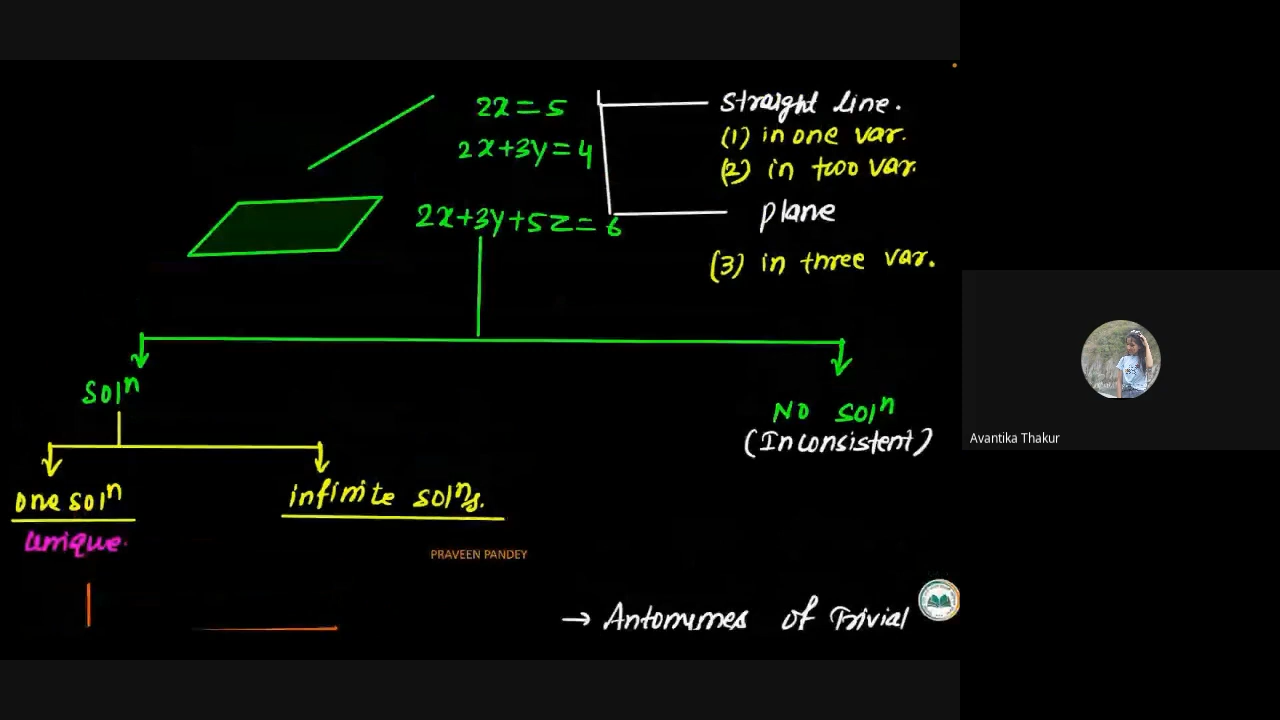 2x = 5
straight line.
(1) in one var.
2x+3y = 4
(2) in two var.
plane
2x+3y+5z = 6
(3) in three var.
Solⁿ
No solⁿ
(Inconsistent)
Avantika Thakur
one solⁿ
infinite solⁿs.
unique.
PRAVEEN PANDEY
→ Antonymes of Trivial